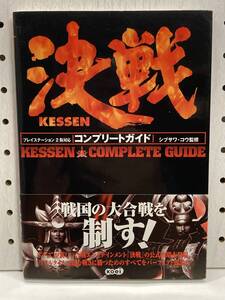 決戦
KESSEN
プレイステーション2版対応
コンプリートガイド
シブサワ・コウ監修
KESSEN COMPLETE GUIDE
戦国の大合戦を
制す!
KOEI